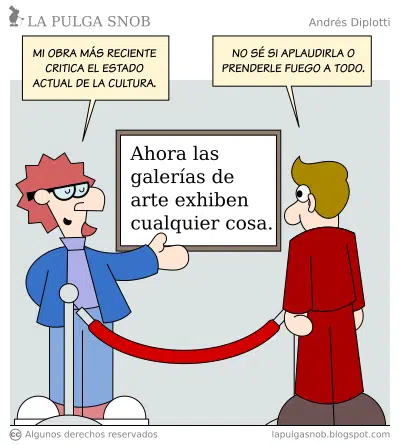 LA PULGA SNOB
Andrés Diplotti
MI OBRA MÁS RECIENTE
CRITICA EL ESTADO
ACTUAL DE LA CULTURA.
NO SÉ SI APLAUDIRLA O
PRENDERLE FUEGO A TODO.
Ahora las
galerías de
arte exhiben
cualquier cosa.
cc Algunos derechos reservados
lapulgasnob.blogspot.com